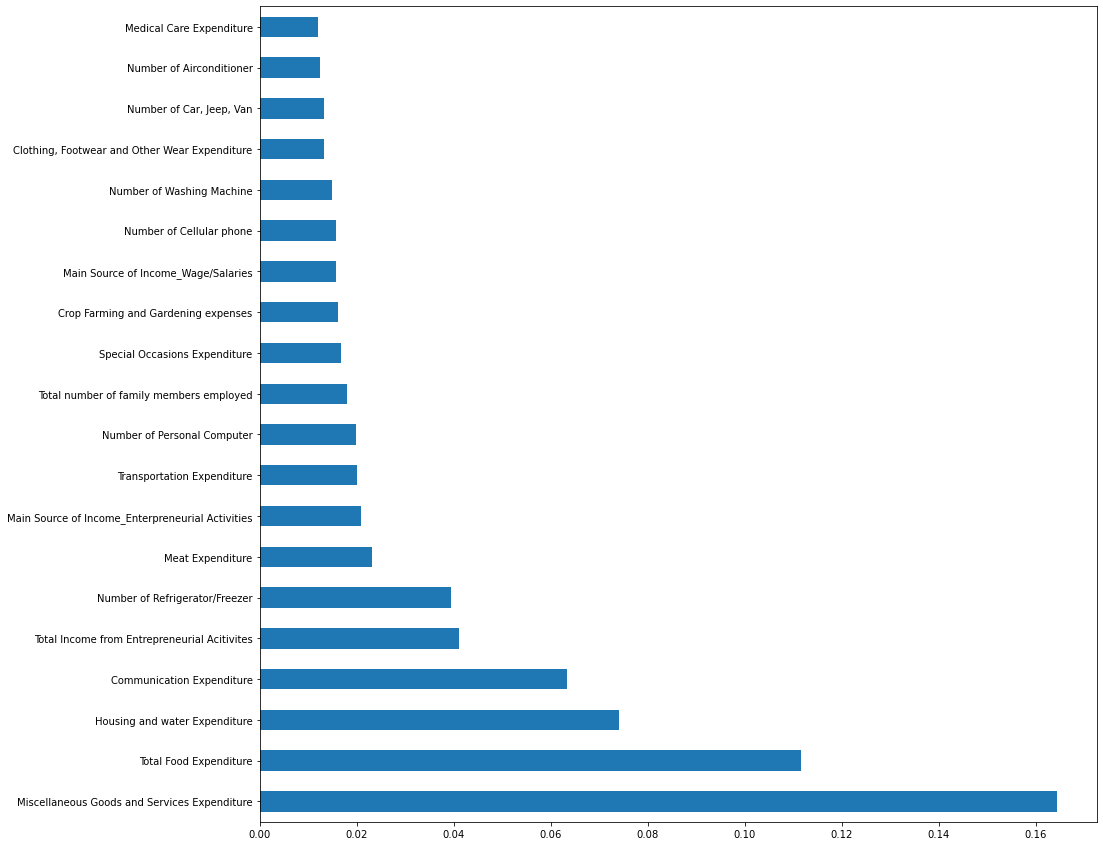 Medical Care Expenditure
Number of Airconditioner
Number of Car, Jeep, Van
Clothing, Footwear and Other Wear Expenditure
Number of Washing Machine
Number of Cellular phone
Main Source of Income_Wage/Salaries
Crop Farming and Gardening expenses
Special Occasions Expenditure
Total number of family members employed
Number of Personal Computer
Transportation Expenditure
Main Source of Income_Enterpreneurial Activities
Meat Expenditure
Number of Refrigerator/Freezer
Total Income from Entrepreneurial Acitivites
Communication Expenditure
Housing and water Expenditure
Total Food Expenditure
Miscellaneous Goods and Services Expenditure
0.00 0.02 0.04 0.06 0.08 0.10 0.12 0.14 0.16